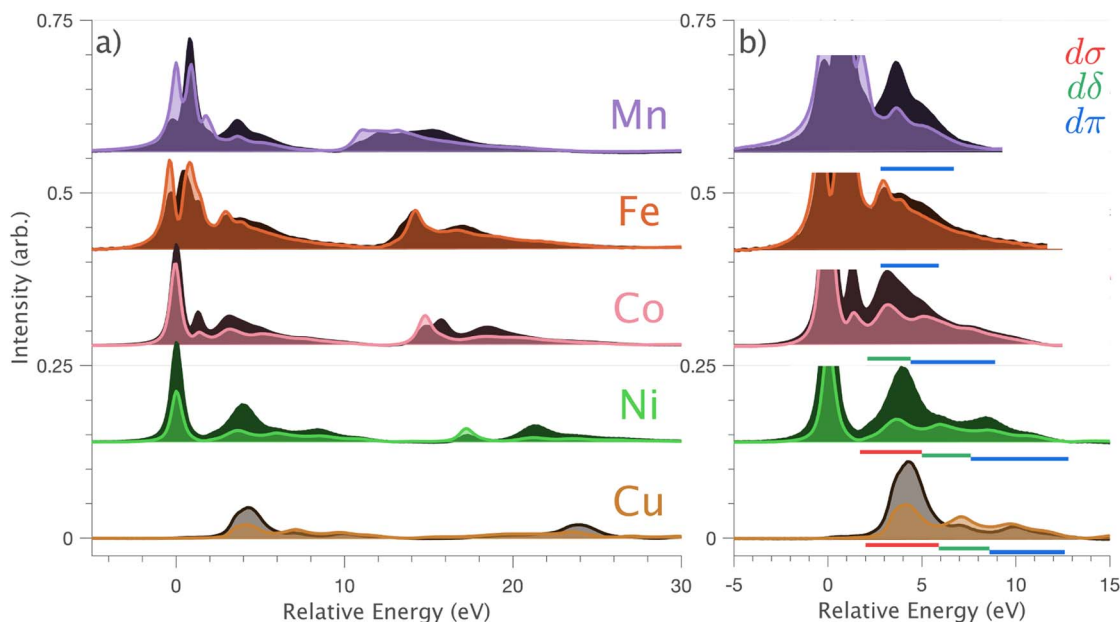 a)
b)
0.75
0.75
dσ
dδ
dπ
Mn
Fe
Co
Ni
Cu
0.5
0.5
0.25
0.25
0
0
Intensity (arb.)
0
10
20
30
-5
0
5
10
15
Relative Energy (eV)
Relative Energy (eV)